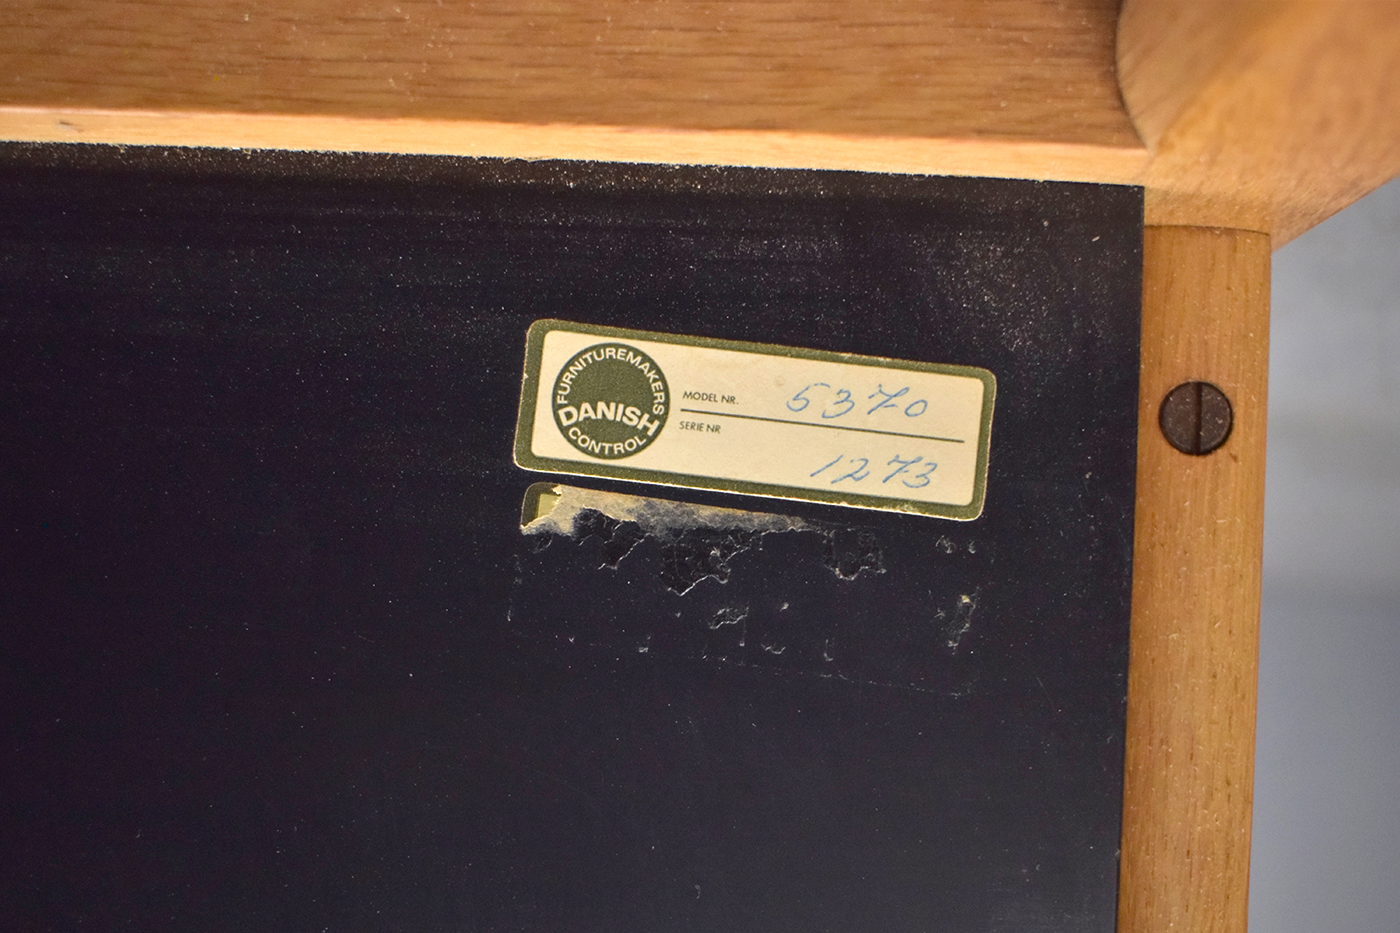 FURNITUREMAKERS
DANISH
CONTROL
MODEL NR. 5370
SERIE NR
1273